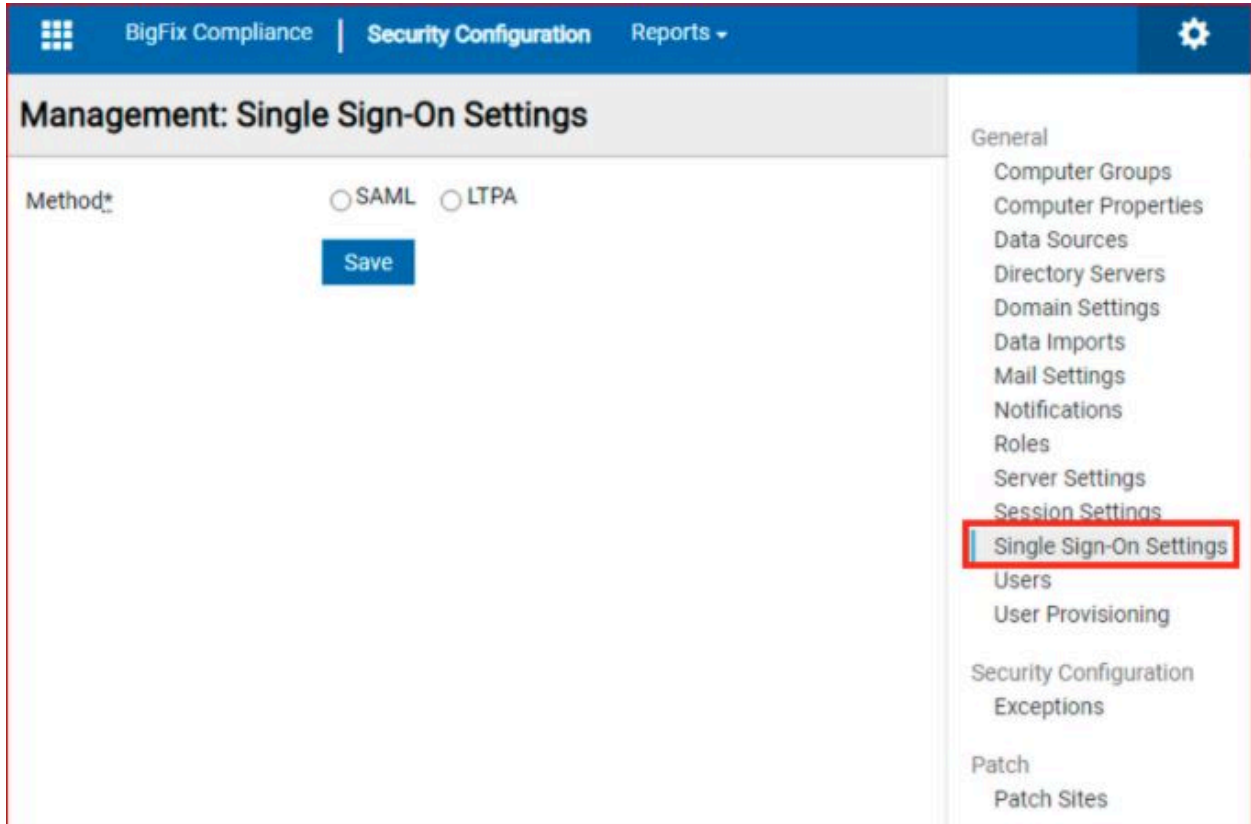 BigFix Compliance | Security Configuration Reports
Management: Single Sign-On Settings
Method*
SAML LTPA
Save
General
Computer Groups
Computer Properties
Data Sources
Directory Servers
Domain Settings
Data Imports
Mail Settings
Notifications
Roles
Server Settings
Session Settings
Single Sign-On Settings
Users
User Provisioning
Security Configuration
Exceptions
Patch
Patch Sites